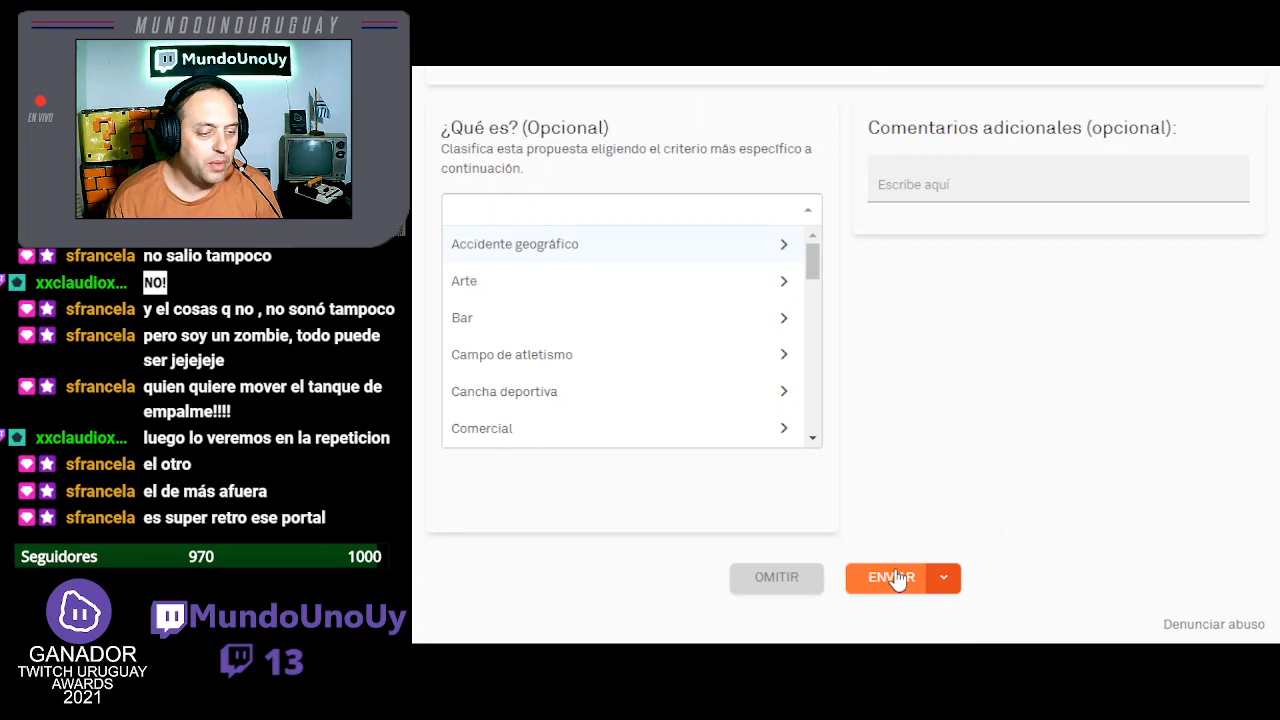 MUNDOUNOURUGUAY
MundoUnoUy
EN VIVO
sfrancela no salio tampoco
xxclaudiox... NO!
sfrancela y el cosas q no , no sonó tampoco
sfrancela pero soy un zombie, todo puede
ser jejejeje
sfrancela quien quiere mover el tanque de
empalme!!!!
xxclaudiox... luego lo veremos en la repeticion
sfrancela el otro
sfrancela el de más afuera
sfrancela es super retro ese portal
Seguidores 970 1000
MundoUnoUy
13
GANADOR
TWITCH URUGUAY
AWARDS
2021
¿Qué es? (Opcional)
Clasifica esta propuesta eligiendo el criterio más específico a
continuación.
Accidente geográfico
Arte
Bar
Campo de atletismo
Cancha deportiva
Comercial
Comentarios adicionales (opcional):
Escribe aquí
OMITIR
ENVIAR
Denunciar abuso